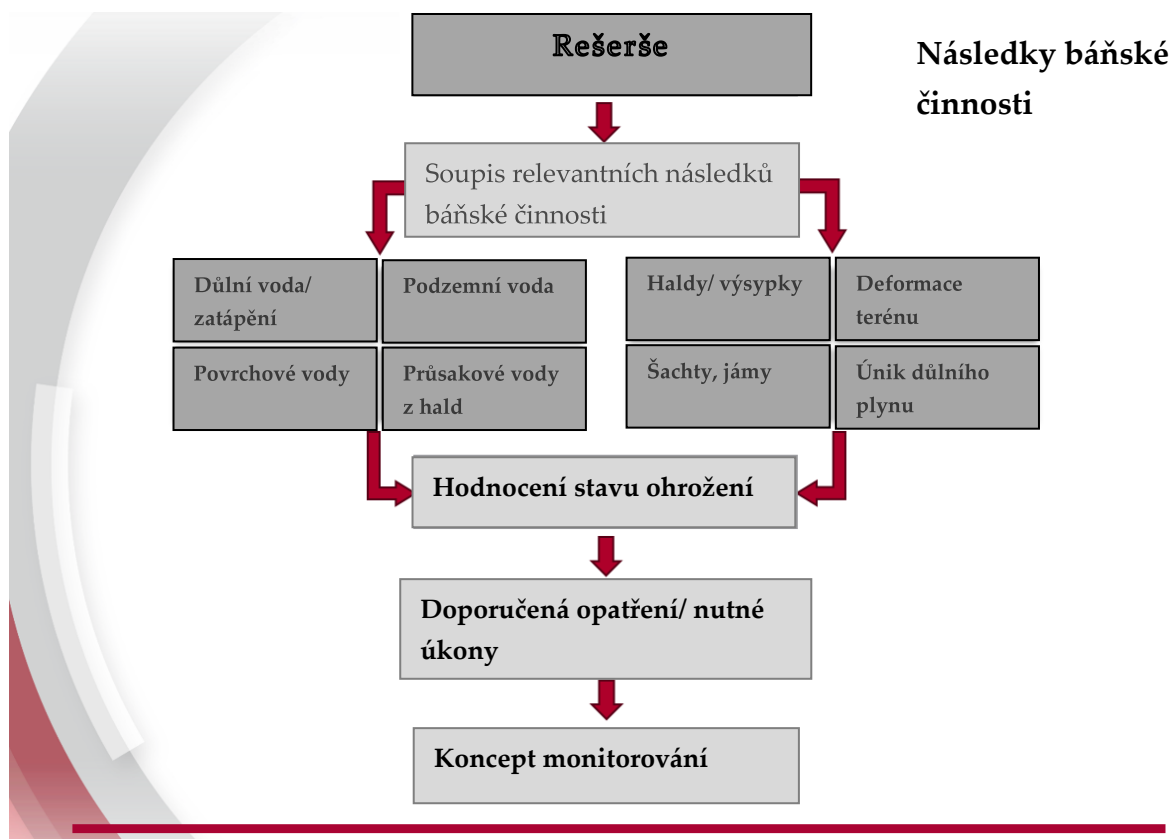 Rešerše
Následky báňské
činnosti
Soupis relevantních následků
báňské činnosti
Důlní voda/
zatápění
Podzemní voda
Povrchové vody
Průsakové vody
z hald
Haldy/ výsypky
Deformace
terénu
Šachty, jámy
Únik důlního
plynu
Hodnocení stavu ohrožení
Doporučená opatření/ nutné
úkony
Koncept monitorování